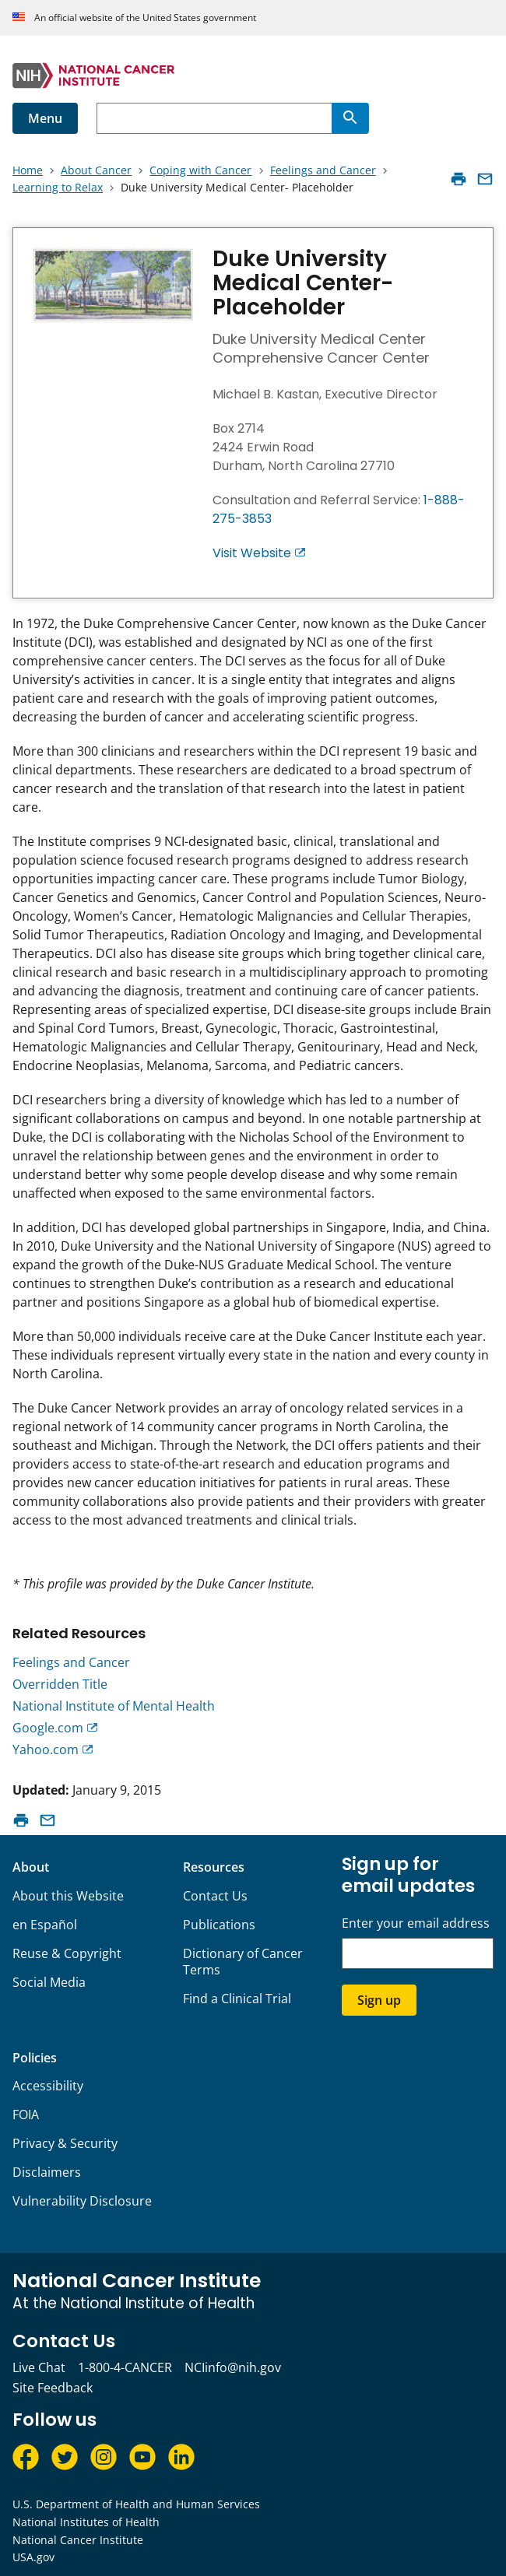 An official website of the United States government
NIH NATIONAL CANCER
INSTITUTE
Menu
Home > About Cancer > Coping with Cancer > Feelings and Cancer >
Learning to Relax > Duke University Medical Center- Placeholder
Duke University
Medical Center-
Placeholder
Duke University Medical Center
Comprehensive Cancer Center
Michael B. Kastan, Executive Director
Box 2714
2424 Erwin Road
Durham, North Carolina 27710
Consultation and Referral Service: 1-888-
275-3853
Visit Website
In 1972, the Duke Comprehensive Cancer Center, now known as the Duke Cancer
Institute (DCI), was established and designated by NCI as one of the first
comprehensive cancer centers. The DCI serves as the focus for all of Duke
University's activities in cancer. It is a single entity that integrates and aligns
patient care and research with the goals of improving patient outcomes,
decreasing the burden of cancer and accelerating scientific progress.
More than 300 clinicians and researchers within the DCI represent 19 basic and
clinical departments. These researchers are dedicated to a broad spectrum of
cancer research and the translation of that research into the latest in patient
care.
The Institute comprises 9 NCI-designated basic, clinical, translational and
population science focused research programs designed to address research
opportunities impacting cancer care. These programs include Tumor Biology,
Cancer Genetics and Genomics, Cancer Control and Population Sciences, Neuro-
Oncology, Women's Cancer, Hematologic Malignancies and Cellular Therapies,
Solid Tumor Therapeutics, Radiation Oncology and Imaging, and Developmental
Therapeutics. DCI also has disease site groups which bring together clinical care,
clinical research and basic research in a multidisciplinary approach to promoting
and advancing the diagnosis, treatment and continuing care of cancer patients.
Representing areas of specialized expertise, DCI disease-site groups include Brain
and Spinal Cord Tumors, Breast, Gynecologic, Thoracic, Gastrointestinal,
Hematologic Malignancies and Cellular Therapy, Genitourinary, Head and Neck,
Endocrine Neoplasias, Melanoma, Sarcoma, and Pediatric cancers.
DCI researchers bring a diversity of knowledge which has led to a number of
significant collaborations on campus and beyond. In one notable partnership at
Duke, the DCI is collaborating with the Nicholas School of the Environment to
unravel the relationship between genes and the environment in order to
understand better why some people develop disease and why some remain
unaffected when exposed to the same environmental factors.
In addition, DCI has developed global partnerships in Singapore, India, and China.
In 2010, Duke University and the National University of Singapore (NUS) agreed to
expand the growth of the Duke-NUS Graduate Medical School. The venture
continues to strengthen Duke's contribution as a research and educational
partner and positions Singapore as a global hub of biomedical expertise.
More than 50,000 individuals receive care at the Duke Cancer Institute each year.
These individuals represent virtually every state in the nation and every county in
North Carolina.
The Duke Cancer Network provides an array of oncology related services in a
regional network of 14 community cancer programs in North Carolina, the
southeast and Michigan. Through the Network, the DCI offers patients and their
providers access to state-of-the-art research and education programs and
provides new cancer education initiatives for patients in rural areas. These
community collaborations also provide patients and their providers with greater
access to the most advanced treatments and clinical trials.
* This profile was provided by the Duke Cancer Institute.
Related Resources
Feelings and Cancer
Overridden Title
National Institute of Mental Health
Google.com
Yahoo.com
Updated: January 9, 2015
About
About this Website
en Español
Reuse & Copyright
Social Media
Resources
Contact Us
Publications
Dictionary of Cancer
Terms
Find a Clinical Trial
Sign up for
email updates
Enter your email address
Sign up
Policies
Accessibility
FOIA
Privacy & Security
Disclaimers
Vulnerability Disclosure
National Cancer Institute
At the National Institute of Health
Contact Us
Live Chat 1-800-4-CANCER NCIinfo@nih.gov
Site Feedback
Follow us
U.S. Department of Health and Human Services
National Institutes of Health
National Cancer Institute
USA.gov